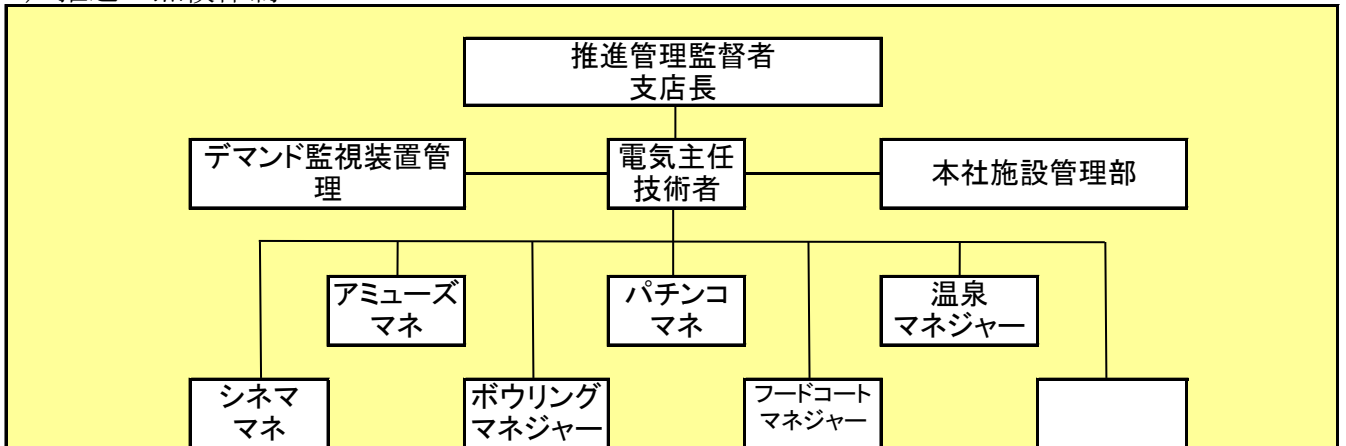 推進管理監督者
支店長
デマンド監視装置管
理
電気主任
技術者
本社施設管理部
アミューズ
マネ
パチンコ
マネ
温泉
マネジャー
シネマ
マネ
ボウリング
マネジャー
フードコート
マネジャー